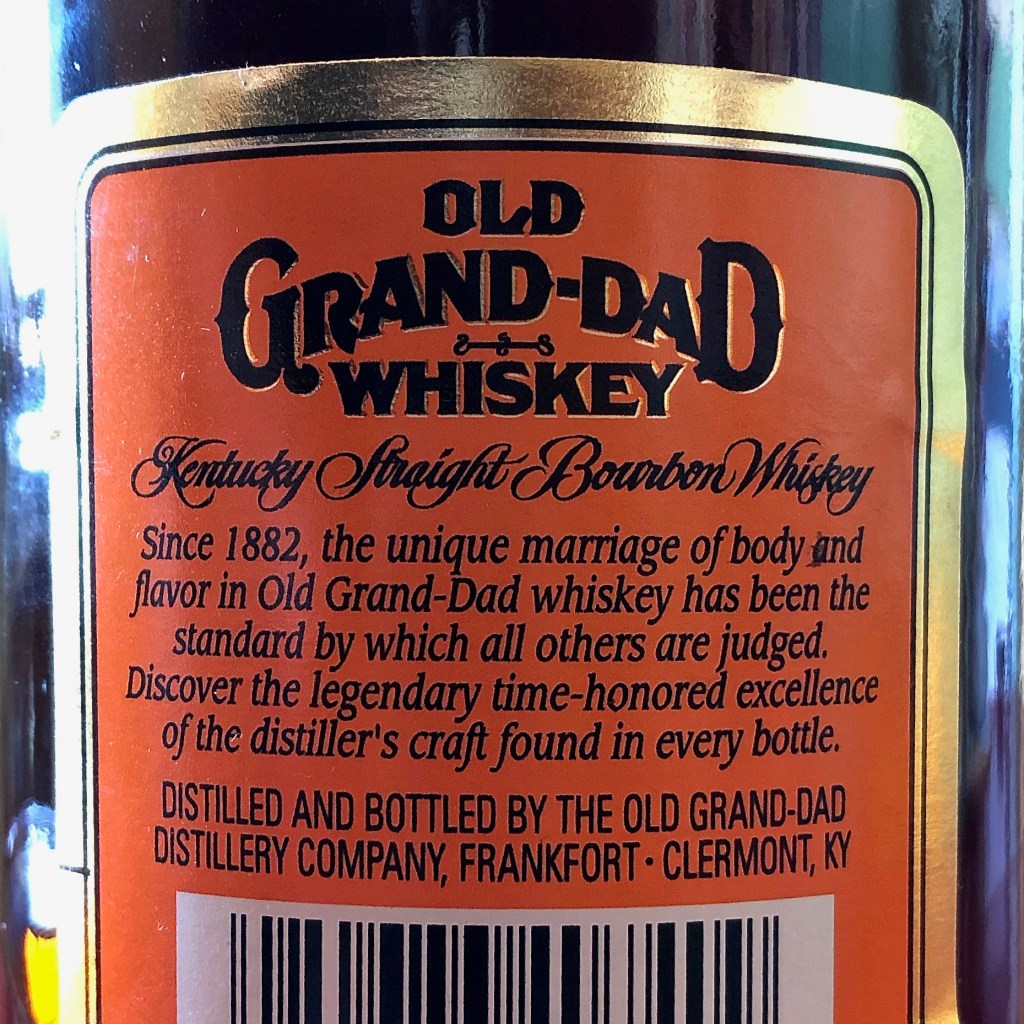 OLD
GRAND-DAD
WHISKEY
Kentucky Straight Bourbon Whiskey
Since 1882, the unique marriage of body and
flavor in Old Grand-Dad whiskey has been the
standard by which all others are judged.
Discover the legendary time-honored excellence
of the distiller's craft found in every bottle.
DISTILLED AND BOTTLED BY THE OLD GRAND-DAD
DISTILLERY COMPANY, FRANKFORT · CLERMONT, KY